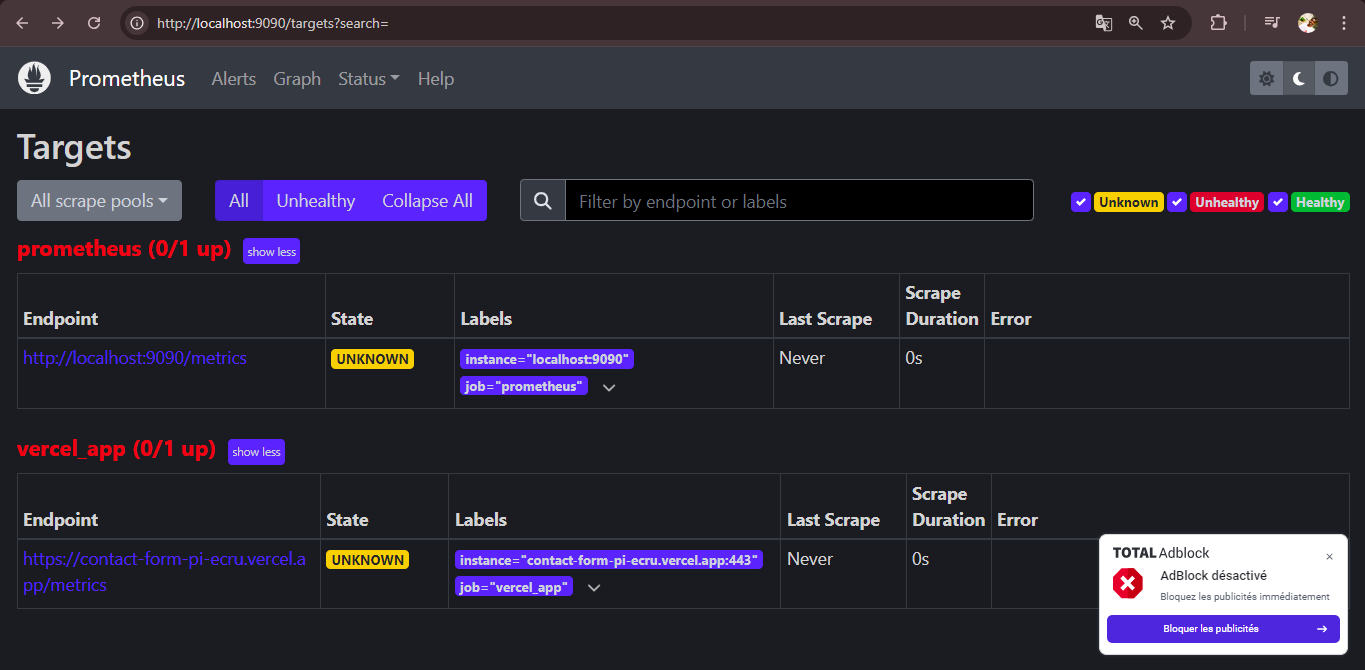 http://localhost:9090/targets?search=
Prometheus Alerts Graph Status Help
Targets
All scrape pools All Unhealthy Collapse All Filter by endpoint or labels Unknown Unhealthy Healthy
prometheus (0/1 up) show less
Endpoint State Labels Last Scrape Scrape Duration Error
http://localhost:9090/metrics UNKNOWN instance="localhost:9090" Never 0s
job="prometheus"
vercel_app (0/1 up) show less
Endpoint State Labels Last Scrape Scrape Duration Error
https://contact-form-pi-ecru.vercel.a UNKNOWN instance="contact-form-pi-ecru.vercel.app:443" Never 0s
pp/metrics job="vercel_app"
TOTAL Adblock
AdBlock désactivé
Bloquez les publicités immédiatement
Bloquer les publicités